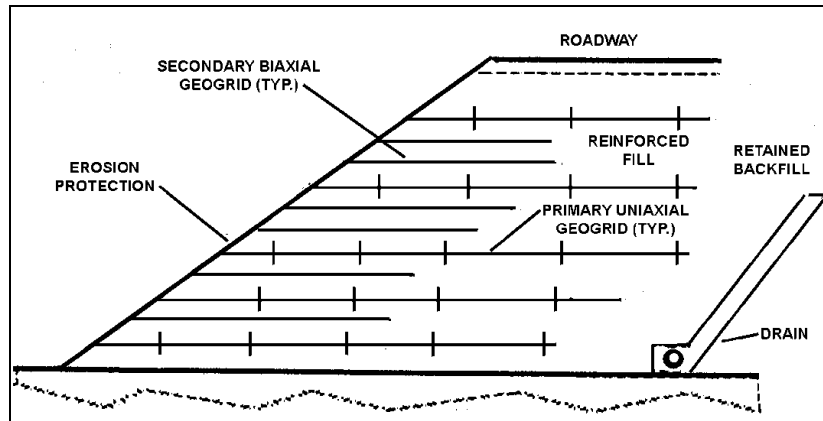 ROADWAY
SECONDARY BIAXIAL
GEOGRID (TYP.)
REINFORCED
FILL
RETAINED
BACKFILL
EROSION
PROTECTION
PRIMARY UNIAXIAL
GEOGRID (TYP.)
DRAIN